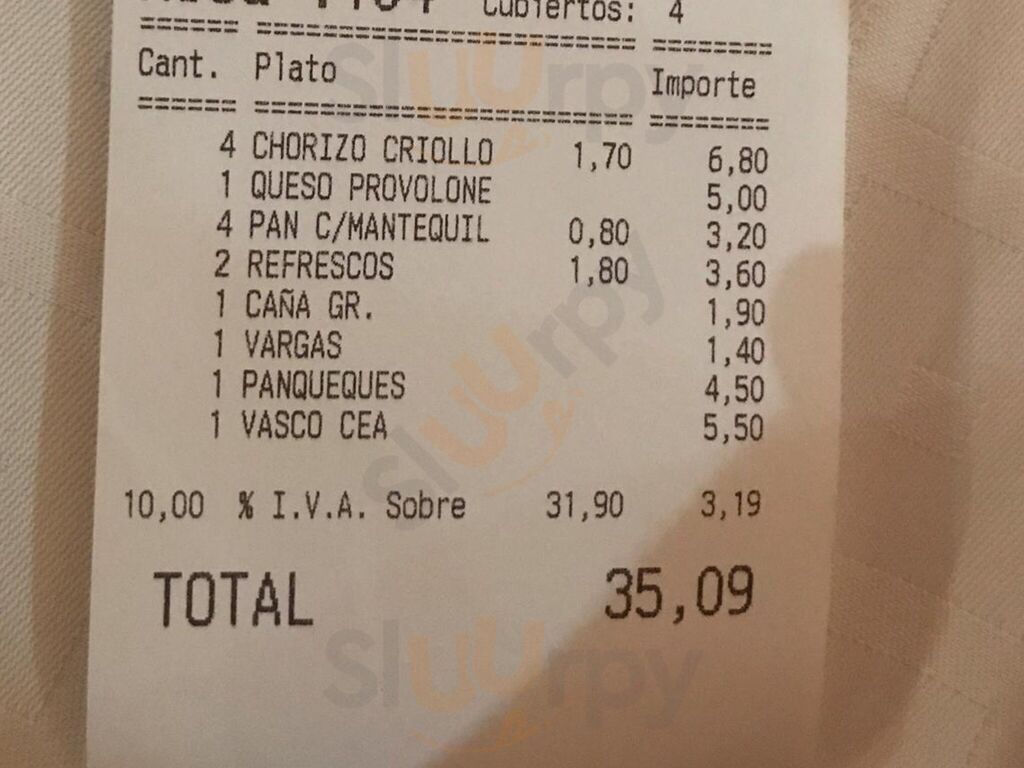 Cubiertos: 4
======= =========================== ========
Cant. Plato Importe
======= =========================== ========
4 CHORIZO CRIOLLO 1,70 6,80
1 QUESO PROVOLONE 5,00
4 PAN C/MANTEQUIL 0,80 3,20
2 REFRESCOS 1,80 3,60
1 CAÑA GR. 1,90
1 VARGAS 1,40
1 PANQUEQUES 4,50
1 VASCO CEA 5,50
10,00 % I.V.A. Sobre 31,90 3,19
TOTAL 35,09
sluurpy
sluurpy
sluurpy